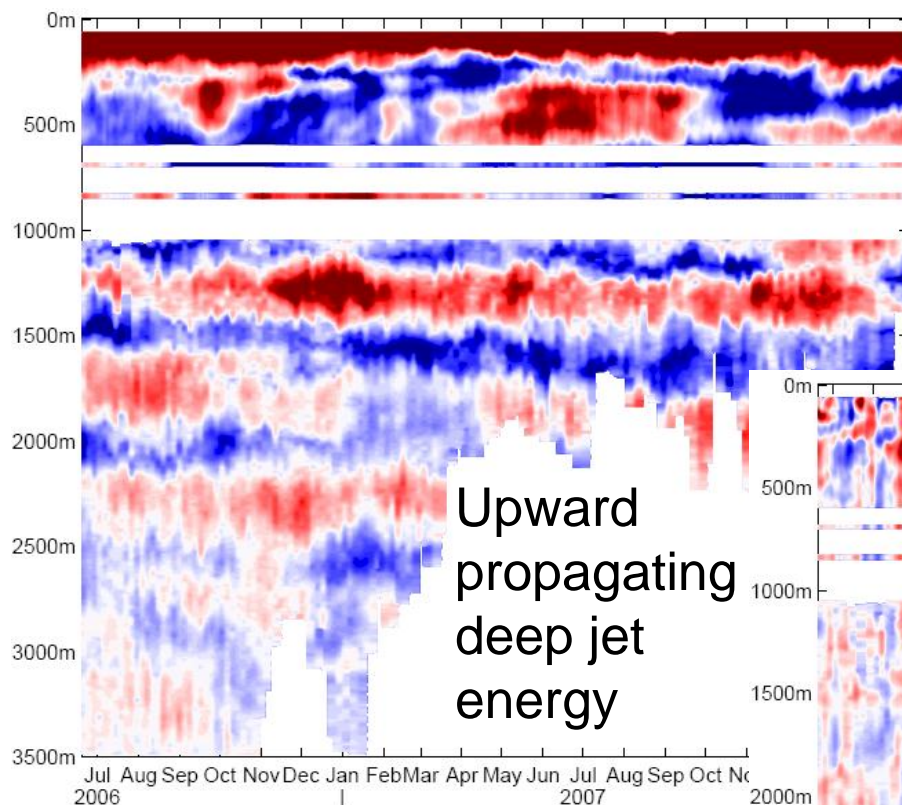 0m
500m
1000m
1500m
2000m
2500m
3000m
3500m
Jul Aug Sep Oct Nov Dec Jan Feb Mar Apr May Jun Jul Aug Sep Oct
2006 2007
Upward
propagating
deep jet
energy
0m
500m
1000m
1500m
2000m